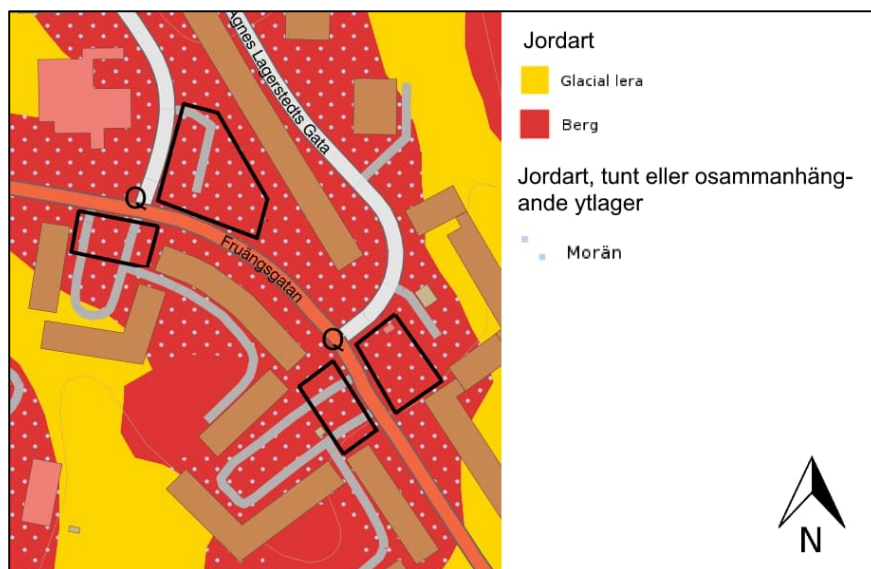 Agnes Lagerstedts Gata
Q
Fruängsgatan
Q
Jordart
Glacial lera
Berg
Jordart, tunt eller osammanhäng-
ande ytlager
Morän
N